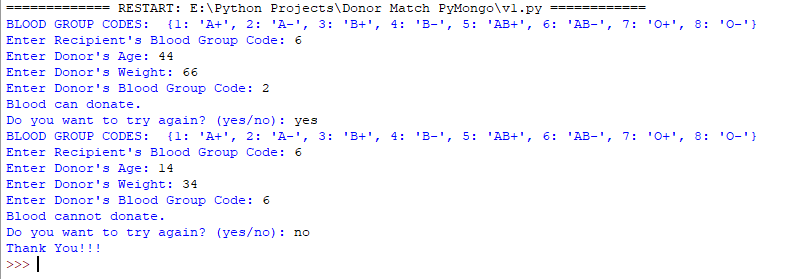 ============= RESTART: E:\Python Projects\Donor Match PyMongo\v1.py ============
BLOOD GROUP CODES:  {1: 'A+', 2: 'A-', 3: 'B+', 4: 'B-', 5: 'AB+', 6: 'AB-', 7: 'O+', 8: 'O-'}
Enter Recipient's Blood Group Code: 6
Enter Donor's Age: 44
Enter Donor's Weight: 66
Enter Donor's Blood Group Code: 2
Blood can donate.
Do you want to try again? (yes/no): yes
BLOOD GROUP CODES:  {1: 'A+', 2: 'A-', 3: 'B+', 4: 'B-', 5: 'AB+', 6: 'AB-', 7: 'O+', 8: 'O-'}
Enter Recipient's Blood Group Code: 6
Enter Donor's Age: 14
Enter Donor's Weight: 34
Enter Donor's Blood Group Code: 6
Blood cannot donate.
Do you want to try again? (yes/no): no
Thank You!!!
>>>